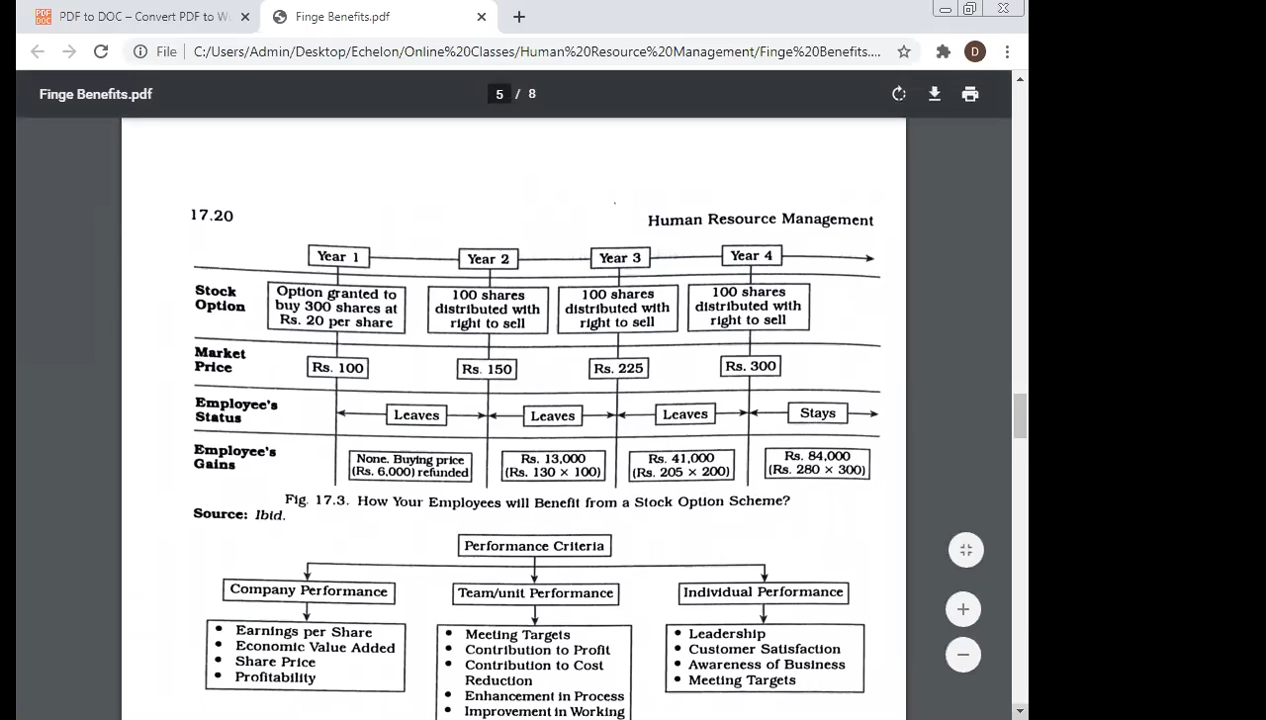 PDF to DOC – Convert PDF to W
Finge Benefits.pdf
File
C:/Users/Admin/Desktop/Echelon/Online%20Classes/Human%20Resource%20Management/Finge%20Benefits....
D
Finge Benefits.pdf
5 / 8
17.20
Human Resource Management
Year 1
Year 2
Year 3
Year 4
Stock Option
Option granted to
buy 300 shares at
Rs. 20 per share
100 shares
distributed with
right to sell
100 shares
distributed with
right to sell
100 shares
distributed with
right to sell
Market
Price
Rs. 100
Rs. 150
Rs. 225
Rs. 300
Employee's
Status
Leaves
Leaves
Leaves
Stays
Employee's
Gains
None. Buying price
(Rs. 6,000) refunded
Rs. 13,000
(Rs. 130 × 100)
Rs. 41,000
(Rs. 205 × 200)
Rs. 84,000
(Rs. 280 × 300)
Fig. 17.3. How Your Employees will Benefit from a Stock Option Scheme?
Source: Ibid.
Performance Criteria
Company Performance
Team/unit Performance
Individual Performance
• Earnings per Share
• Economic Value Added
• Share Price
• Profitability
• Meeting Targets
• Contribution to Profit
• Contribution to Cost
Reduction
• Enhancement in Process
• Improvement in Working
• Leadership
• Customer Satisfaction
• Awareness of Business
• Meeting Targets